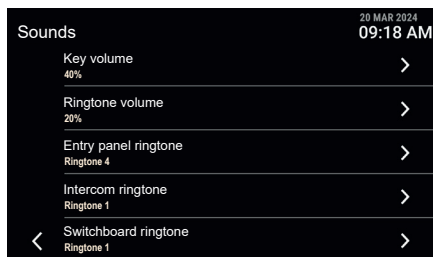 20 MAR 2024
Sounds
09:18 AM
Key volume
40%
Ringtone volume
20%
Entry panel ringtone
Ringtone 4
Intercom ringtone
Ringtone 1
Switchboard ringtone
Ringtone 1